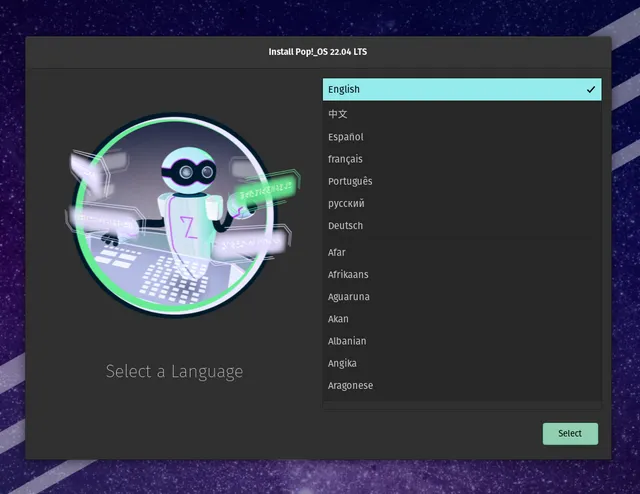 Install Pop!_OS 22.04 LTS
English
中文
Español
français
Português
русский
Deutsch
Afar
Afrikaans
Aguaruna
Akan
Albanian
Angika
Aragonese
Select a Language
Select